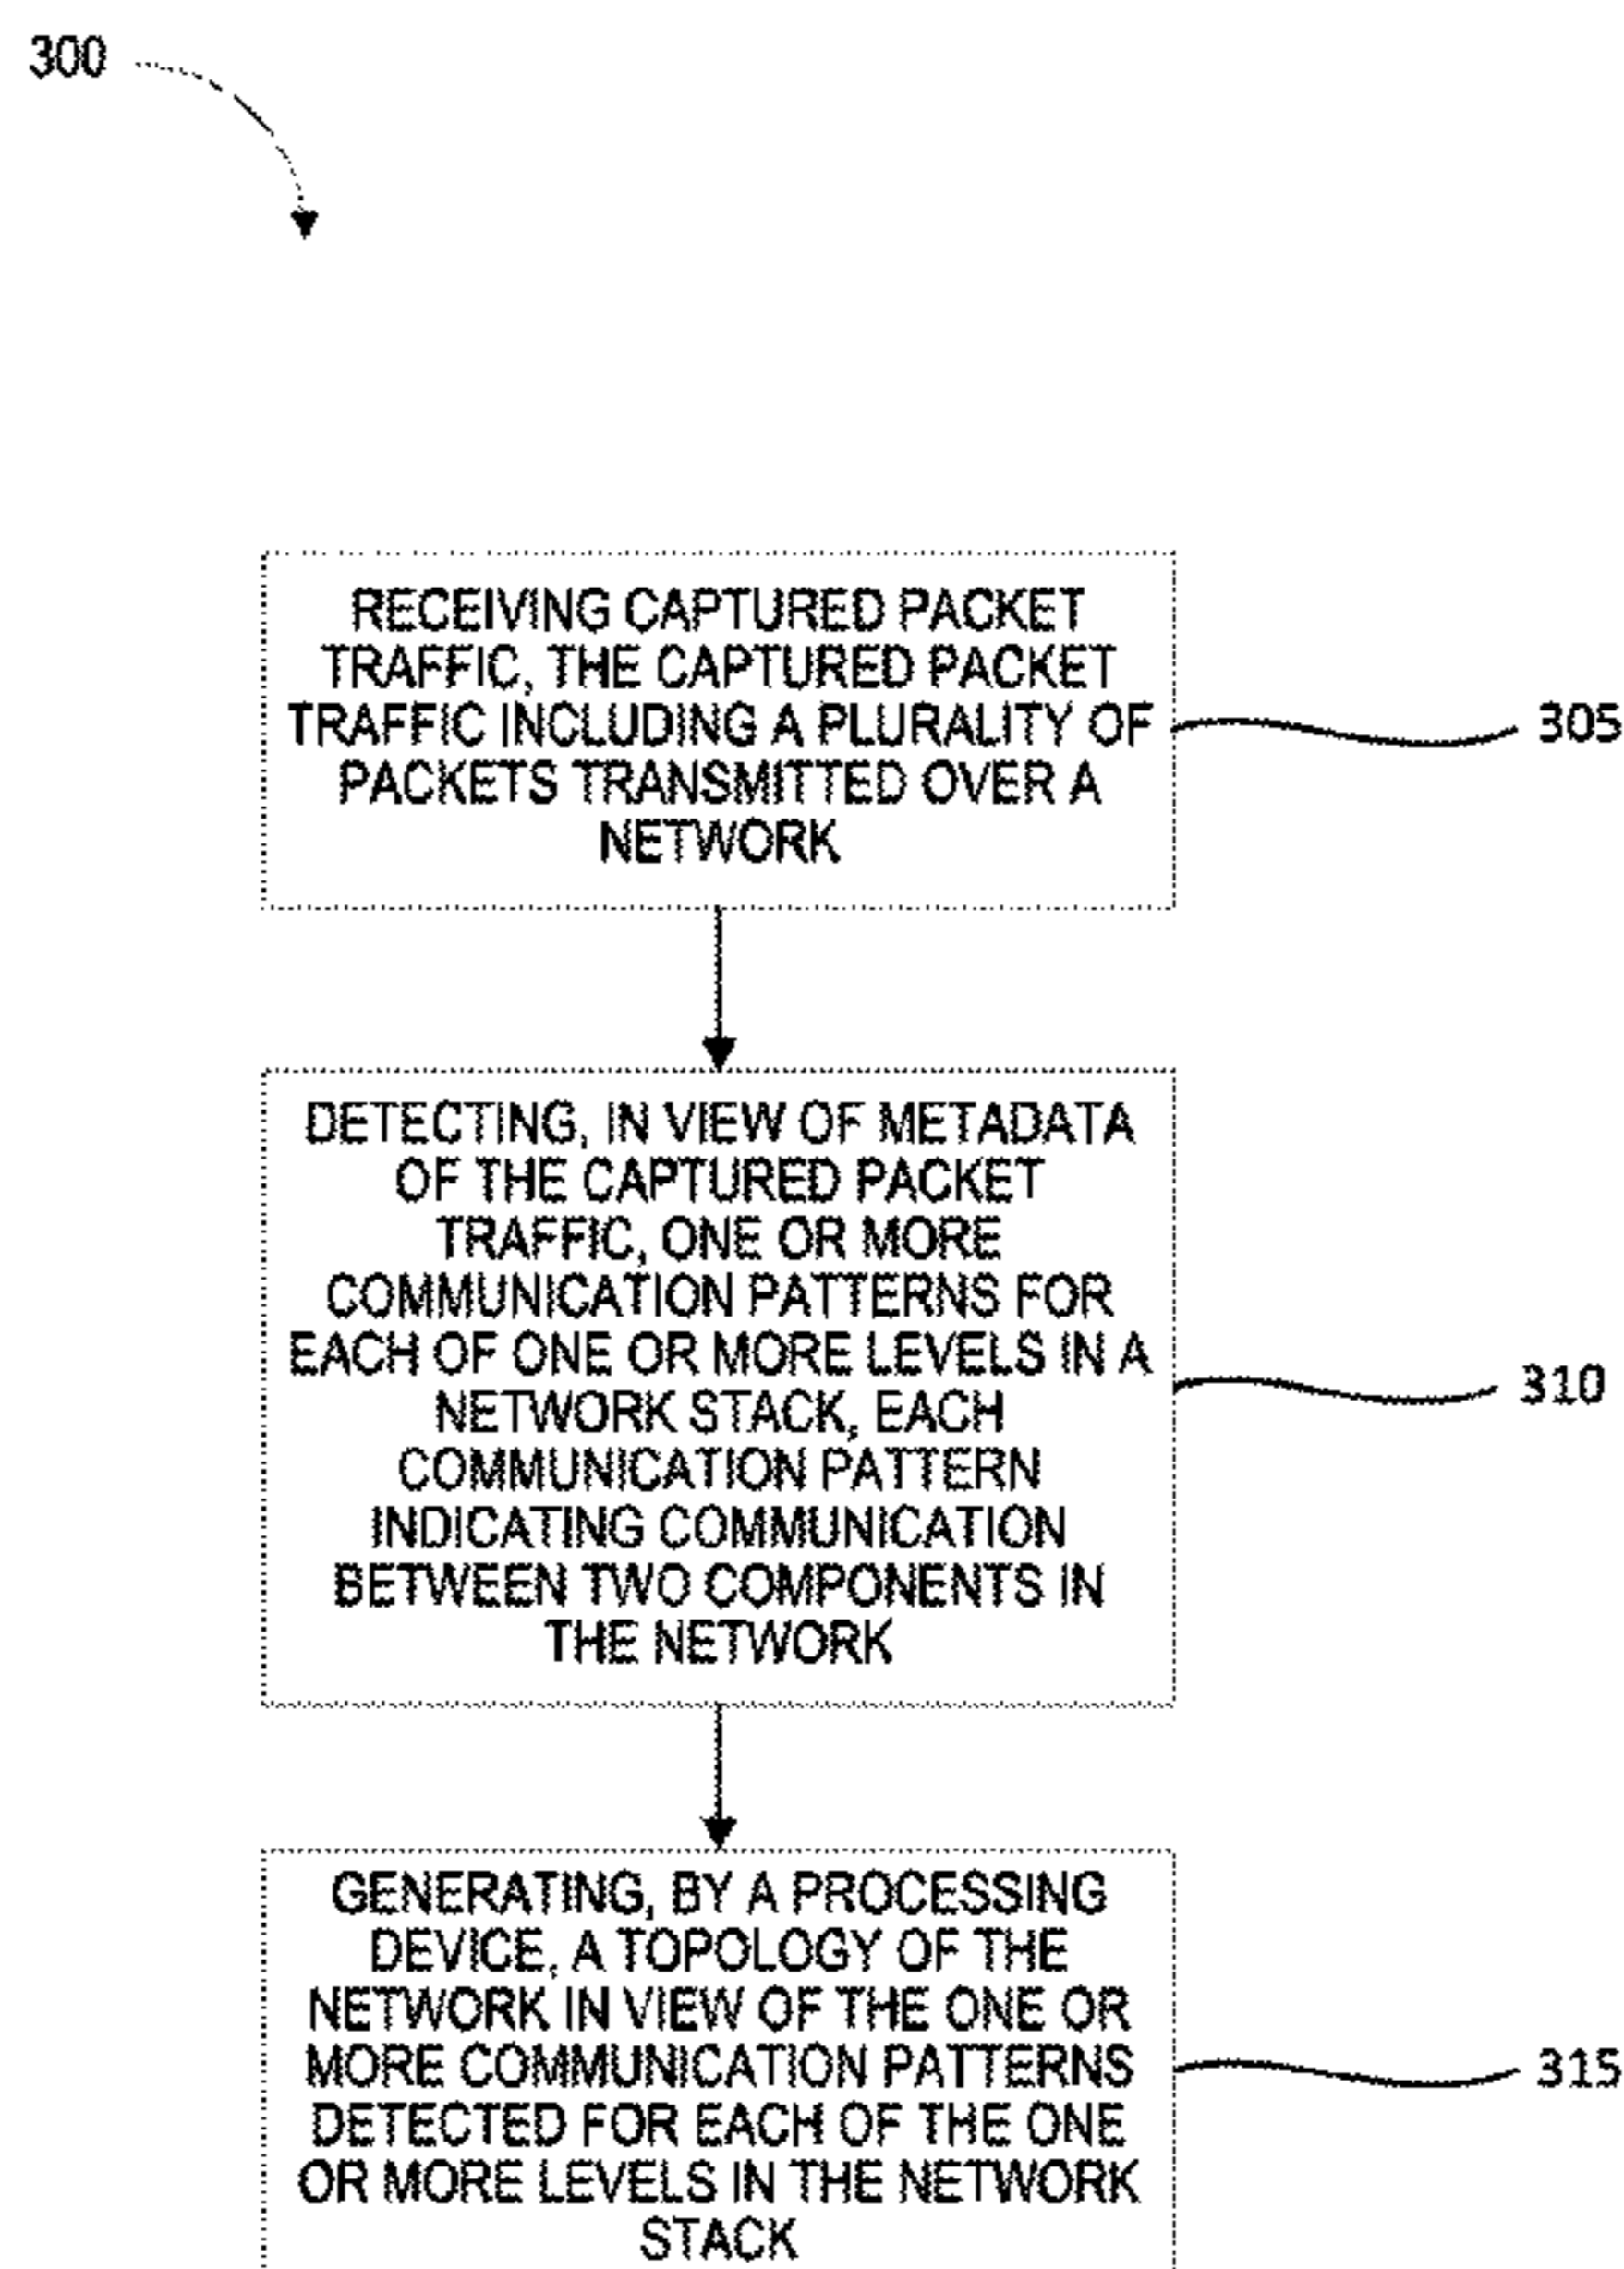 300
RECEIVING CAPTURED PACKET
TRAFFIC, THE CAPTURED PACKET
TRAFFIC INCLUDING A PLURALITY OF
PACKETS TRANSMITTED OVER A
NETWORK
305
DETECTING, IN VIEW OF METADATA
OF THE CAPTURED PACKET
TRAFFIC, ONE OR MORE
COMMUNICATION PATTERNS FOR
EACH OF ONE OR MORE LEVELS IN A
NETWORK STACK, EACH
COMMUNICATION PATTERN
INDICATING COMMUNICATION
BETWEEN TWO COMPONENTS IN
THE NETWORK
310
GENERATING, BY A PROCESSING
DEVICE, A TOPOLOGY OF THE
NETWORK IN VIEW OF THE ONE OR
MORE COMMUNICATION PATTERNS
DETECTED FOR EACH OF THE ONE
OR MORE LEVELS IN THE NETWORK
STACK
315